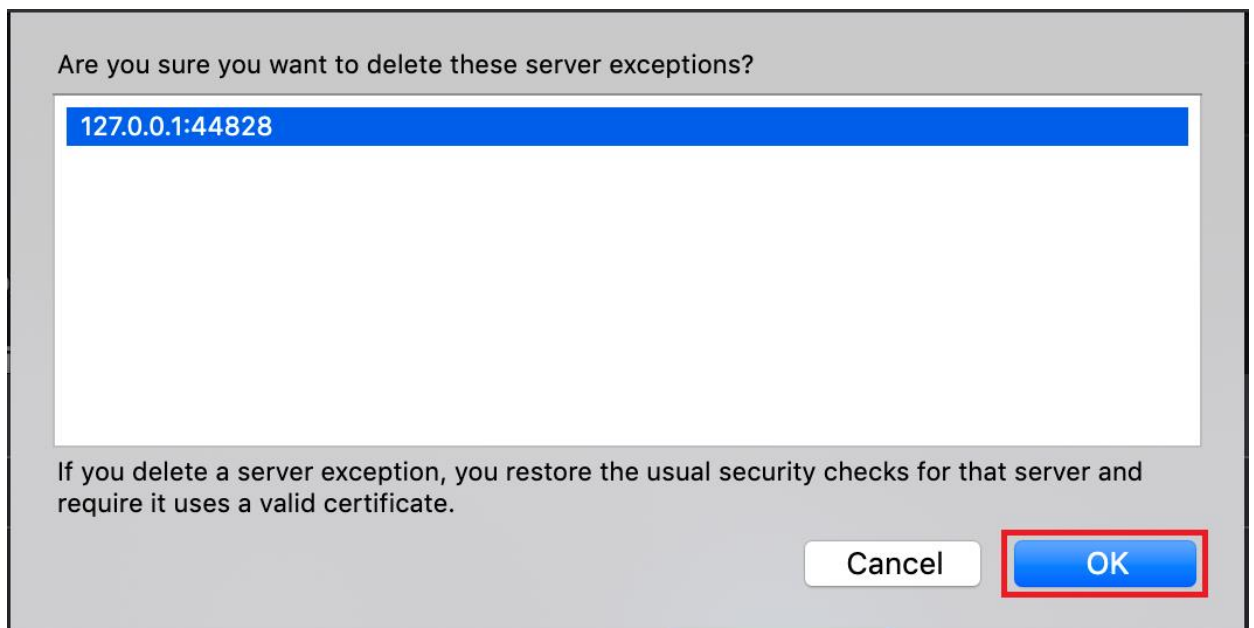 Are you sure you want to delete these server exceptions?
127.0.0.1:44828
If you delete a server exception, you restore the usual security checks for that server and
require it uses a valid certificate.
Cancel
OK